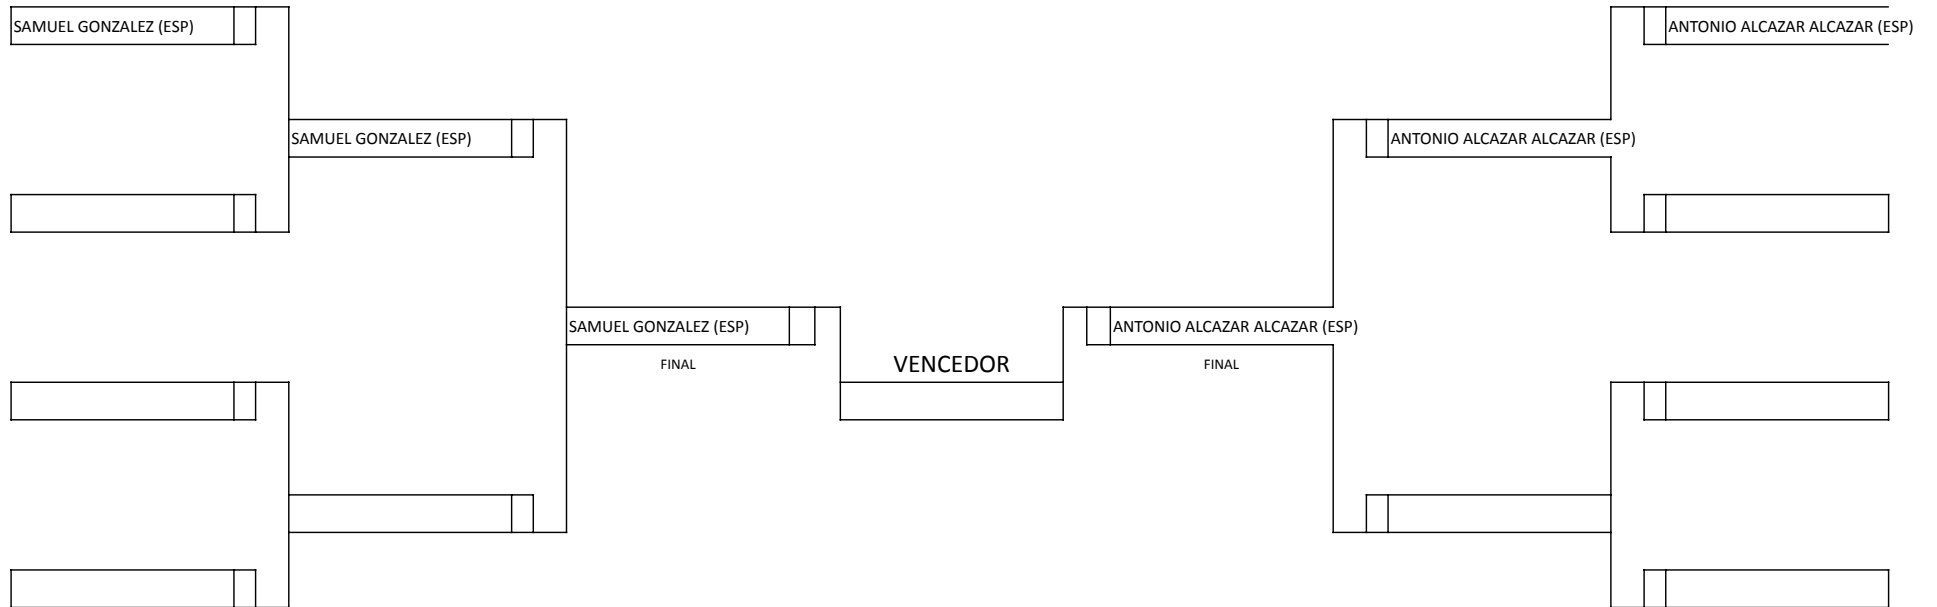 SAMUEL GONZALEZ (ESP)
ANTONIO ALCAZAR ALCAZAR (ESP)
SAMUEL GONZALEZ (ESP)
ANTONIO ALCAZAR ALCAZAR (ESP)
SAMUEL GONZALEZ (ESP)
ANTONIO ALCAZAR ALCAZAR (ESP)
FINAL
VENCEDOR
FINAL